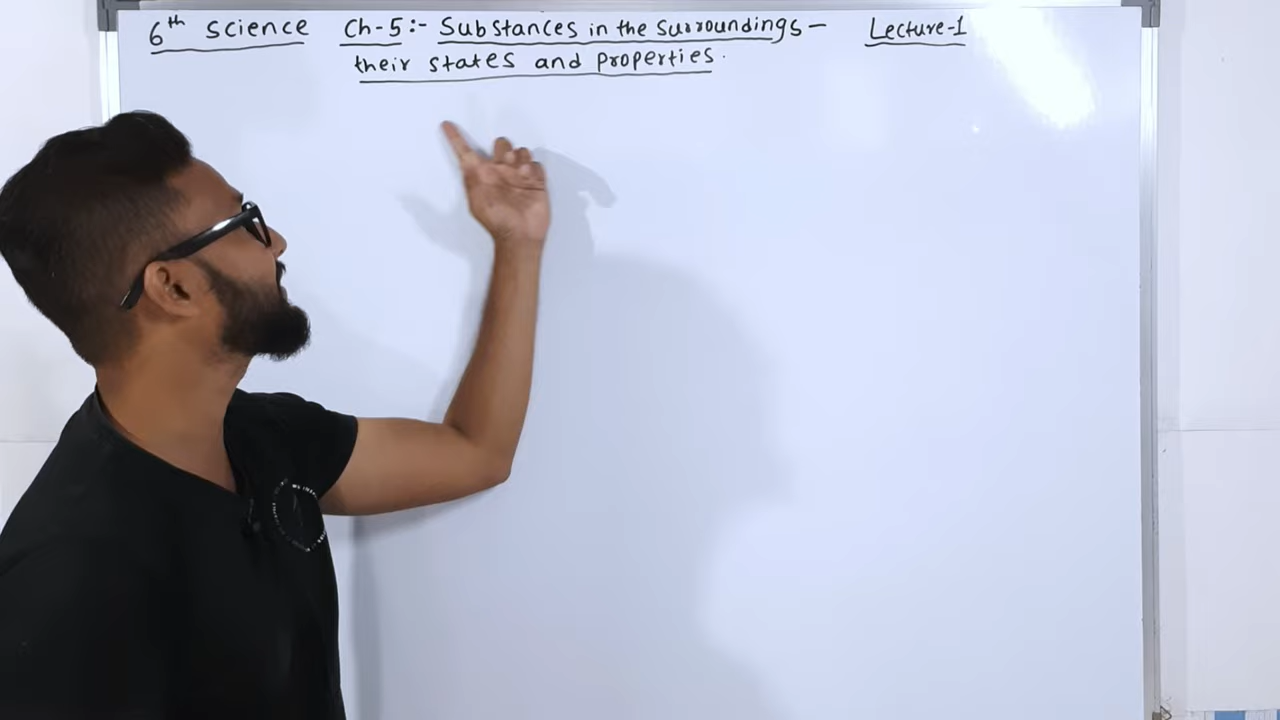 6th Science Ch-5:- Substances in the Surroundings - Lecture-1
their states and properties.